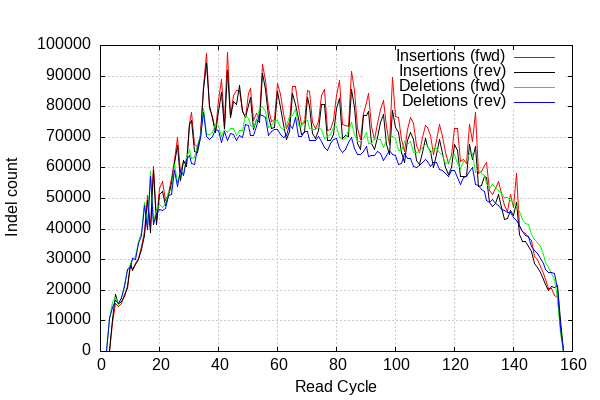 100000
90000
80000
70000
60000
50000
40000
30000
20000
10000
0
Indel count
Insertions (fwd)
Insertions (rev)
Deletions (fwd)
Deletions (rev)
0 20 40 60 80 100 120 140 160
Read Cycle